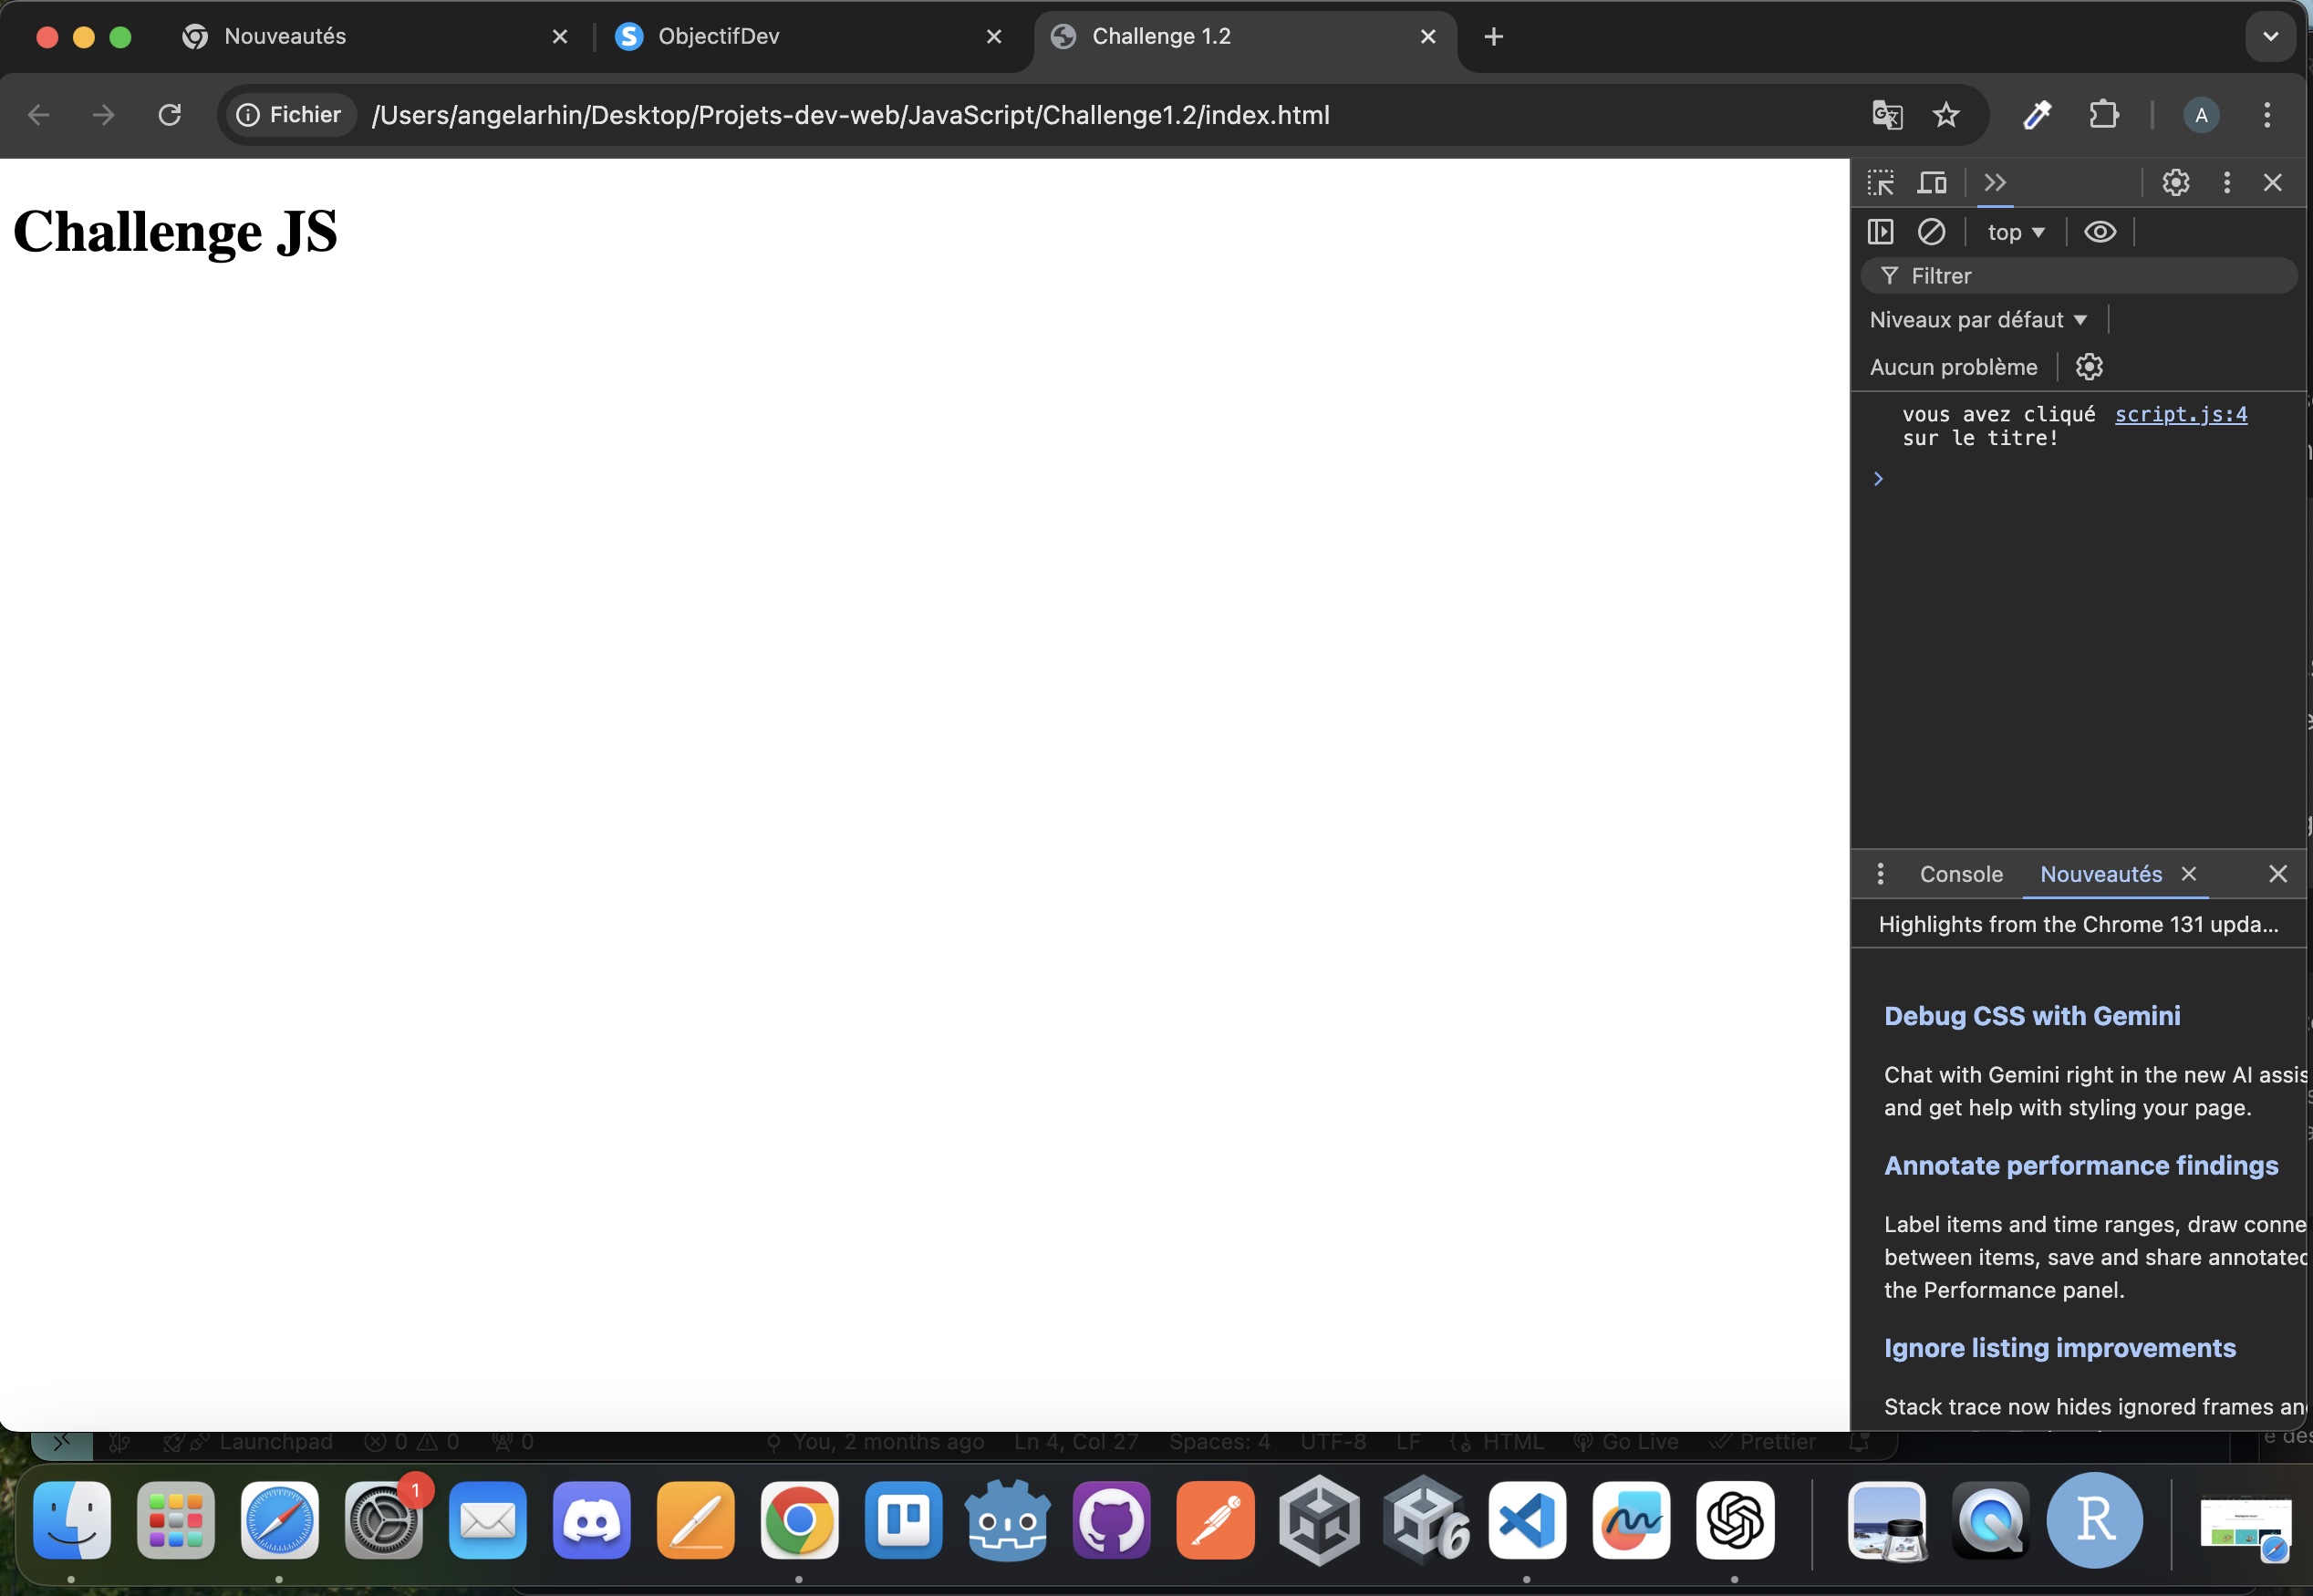 Nouveautés
ObjectifDev
Challenge 1.2
Fichier
/Users/angelarhin/Desktop/Projets-dev-web/JavaScript/Challenge1.2/index.html
A
Challenge JS
top
Filtrer
Niveaux par défaut
Aucun problème
vous avez cliqué script.js:4
sur le titre!
Console
Nouveautés
Highlights from the Chrome 131 upda...
Debug CSS with Gemini
Chat with Gemini right in the new AI assis
and get help with styling your page.
Annotate performance findings
Label items and time ranges, draw conne
between items, save and share annotated
the Performance panel.
Ignore listing improvements
Stack trace now hides ignored frames an
Launchpad 0 0 0 You, 2 months ago Ln 4, Col 27 Spaces: 4 UTF-8 LF HTML Go Live Prettier
1
6
R